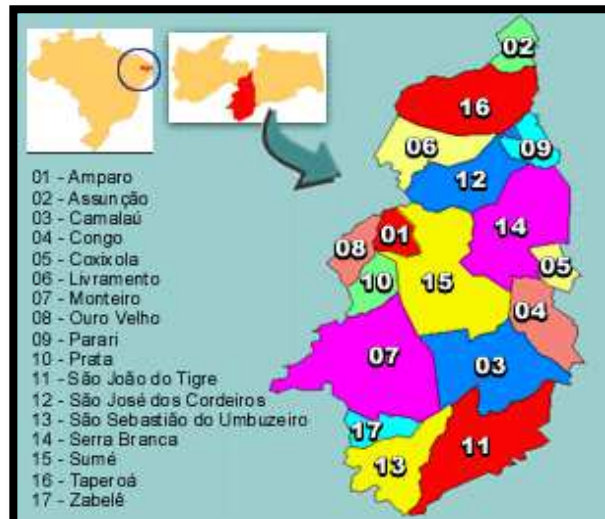 01 - Amparo
02 - Assunção
03 - Camalaú
04 - Congo
05 - Coxixola
06 - Livramento
07 - Monteiro
08 - Ouro Velho
09 - Parari
10 - Prata
11 - São João do Tigre
12 - São José dos Cordeiros
13 - São Sebastião do Umbuzeiro
14 - Serra Branca
15 - Sumé
16 - Taperoá
17 - Zabelê
02
16
06
09
12
14
08
01
05
10
15
04
07
03
17
11
13